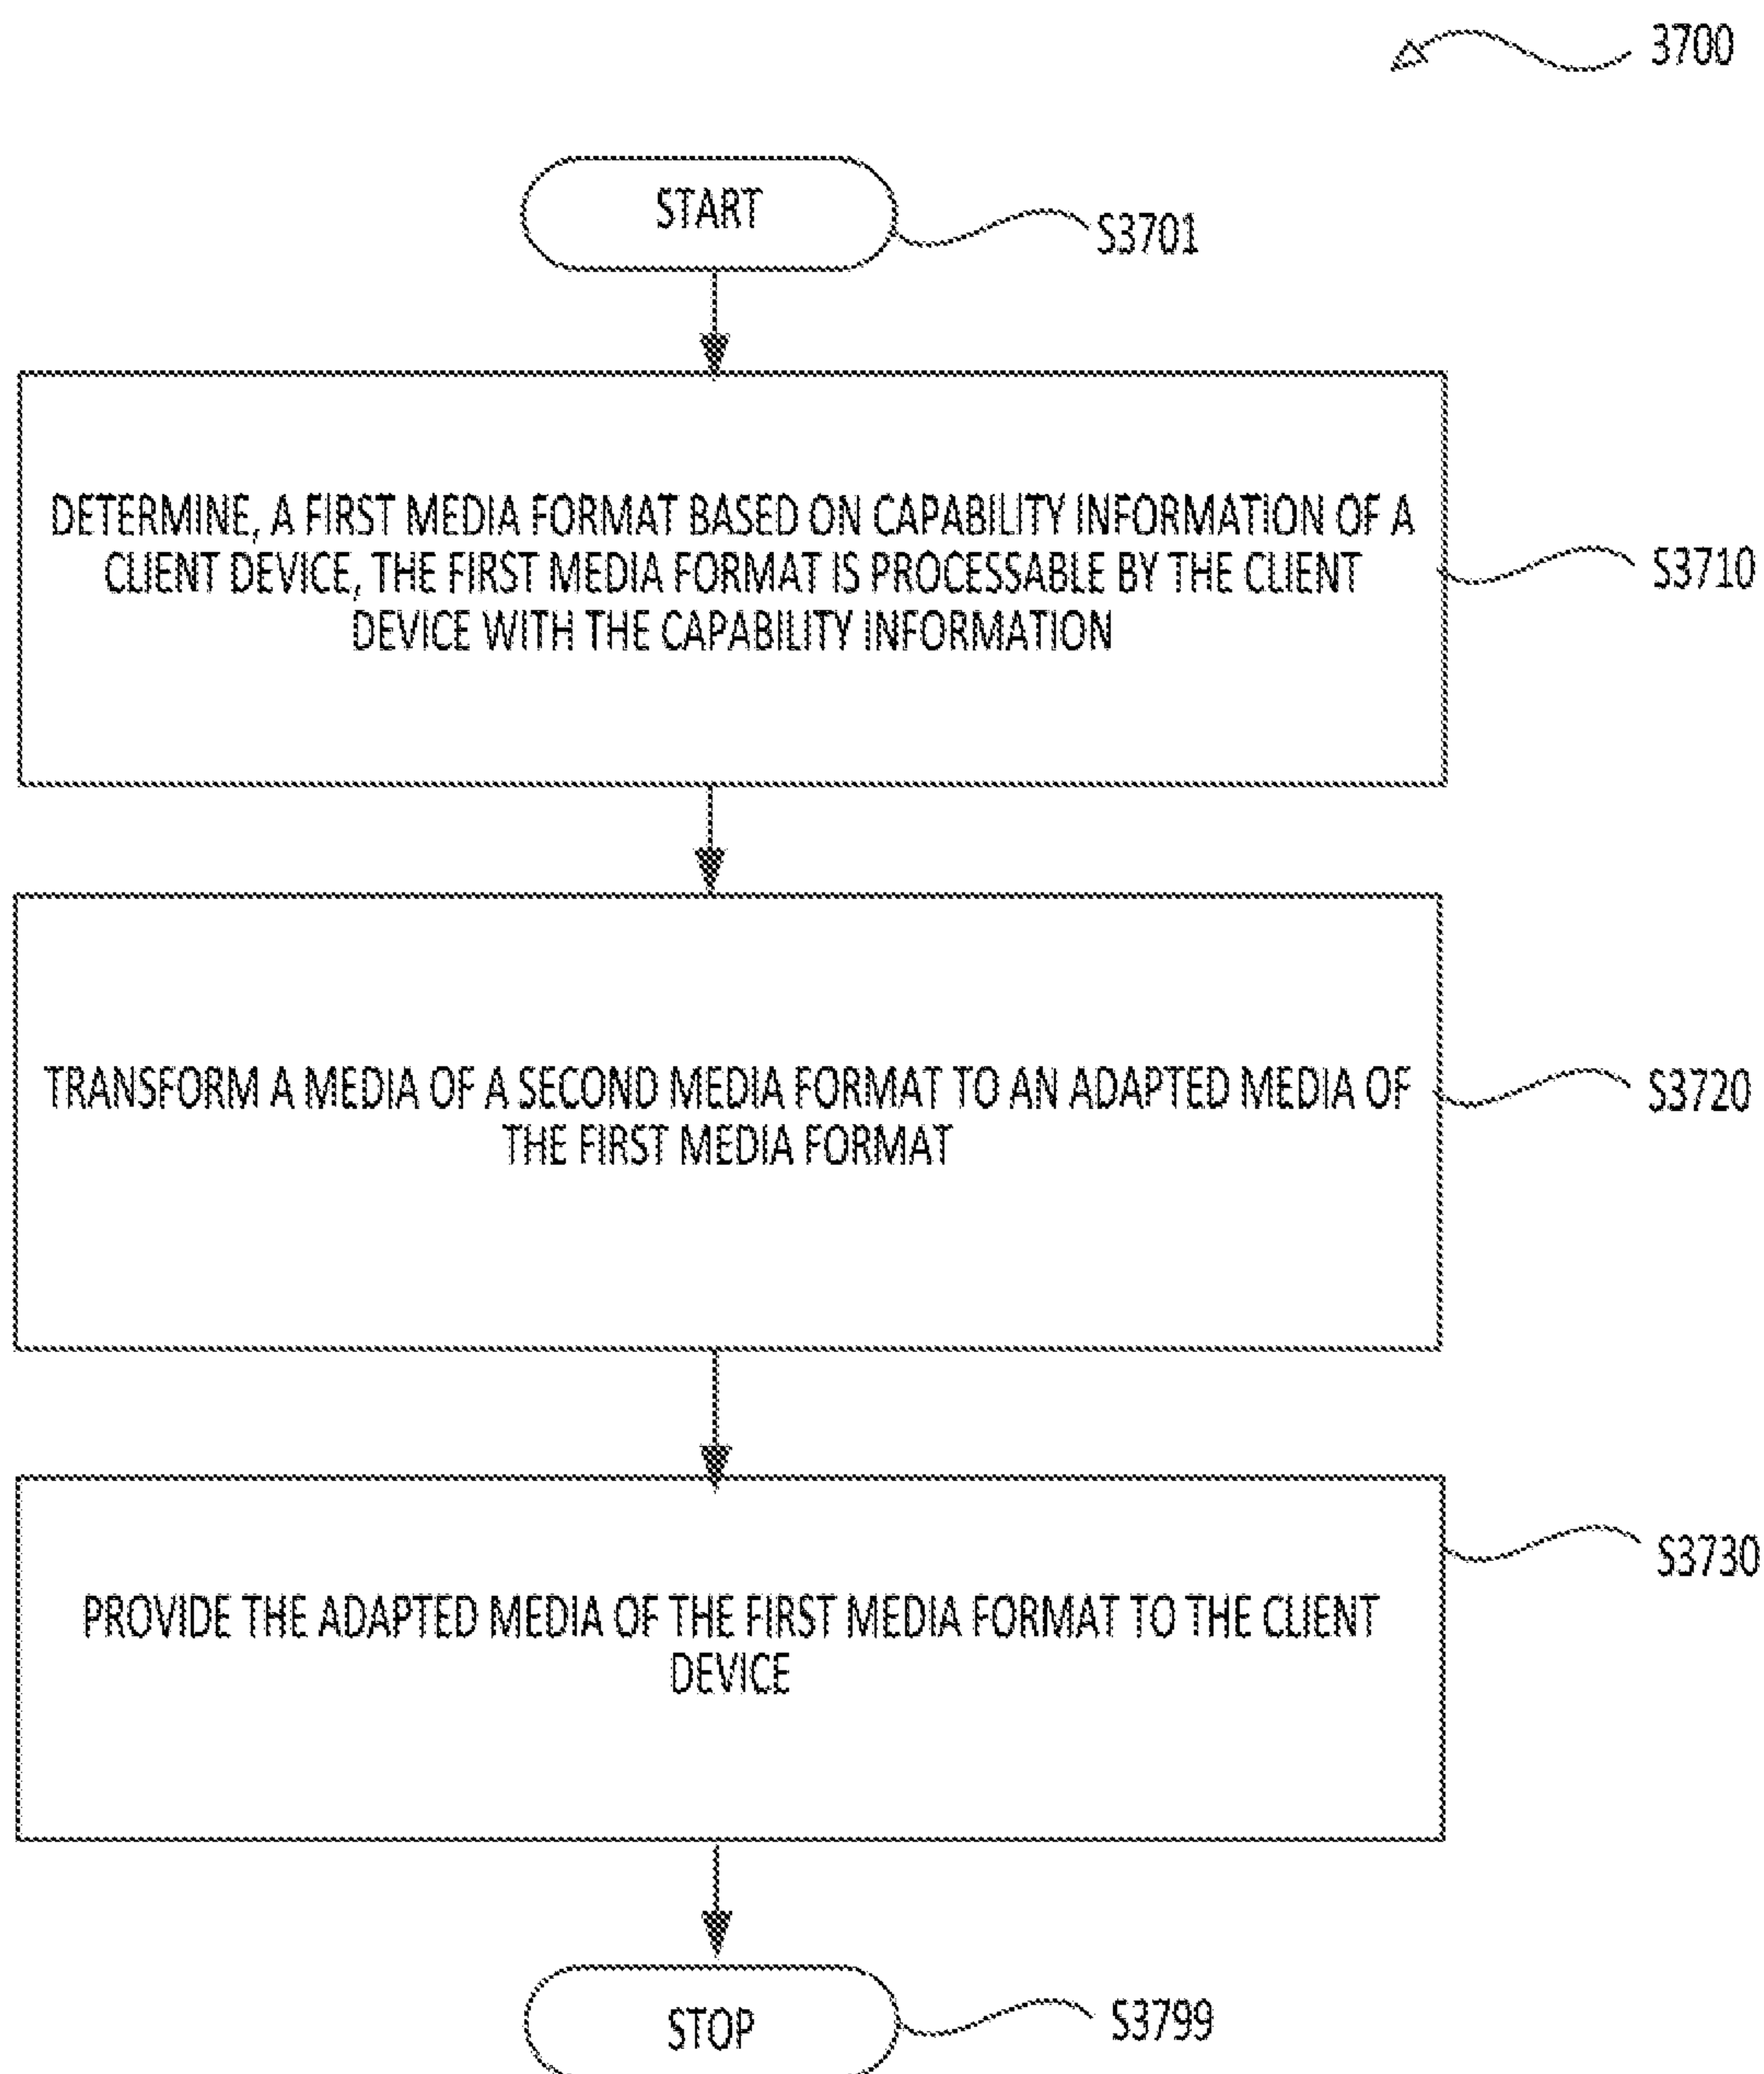 3700
START
S3701
DETERMINE, A FIRST MEDIA FORMAT BASED ON CAPABILITY INFORMATION OF A
CLIENT DEVICE, THE FIRST MEDIA FORMAT IS PROCESSABLE BY THE CLIENT
DEVICE WITH THE CAPABILITY INFORMATION
S3710
TRANSFORM A MEDIA OF A SECOND MEDIA FORMAT TO AN ADAPTED MEDIA OF
THE FIRST MEDIA FORMAT
S3720
PROVIDE THE ADAPTED MEDIA OF THE FIRST MEDIA FORMAT TO THE CLIENT
DEVICE
S3730
STOP
S3799